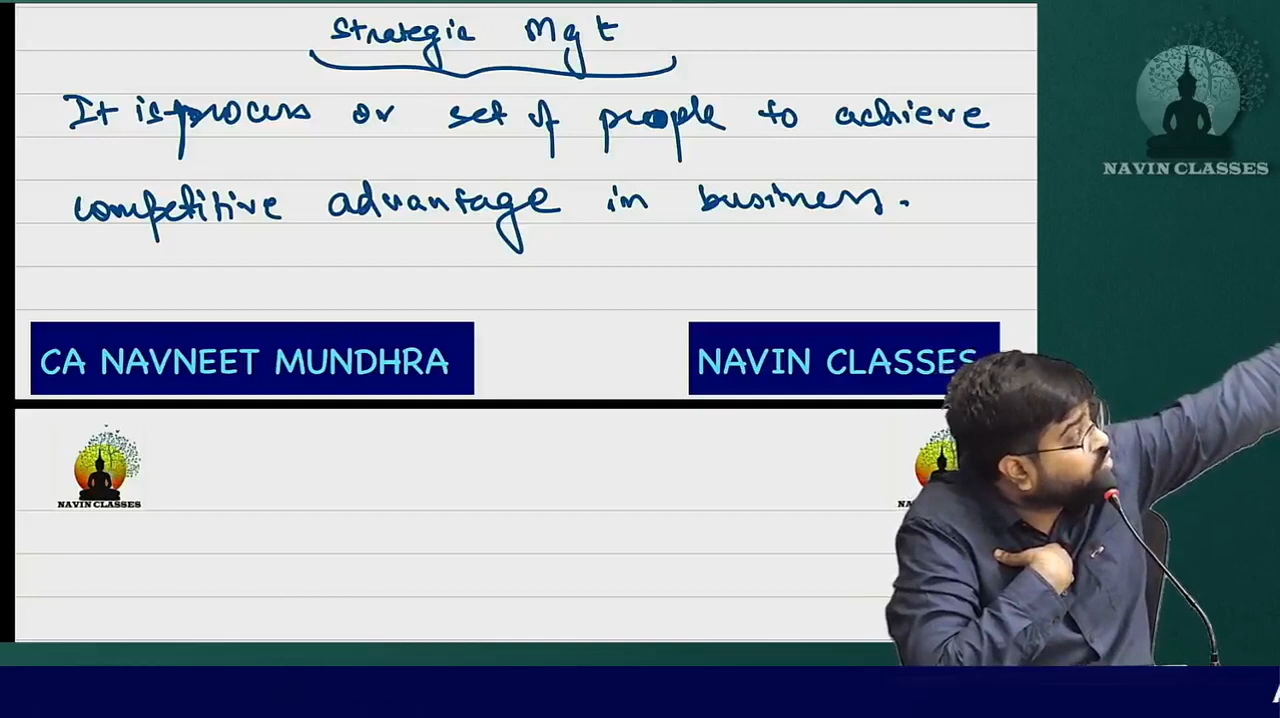 Strategic Mgt
It is process or set of people to achieve
competitive advantage in business.
NAVIN CLASSES
CA NAVNEET MUNDHRA
NAVIN CLASSES
NAVIN CLASSES
NA
A